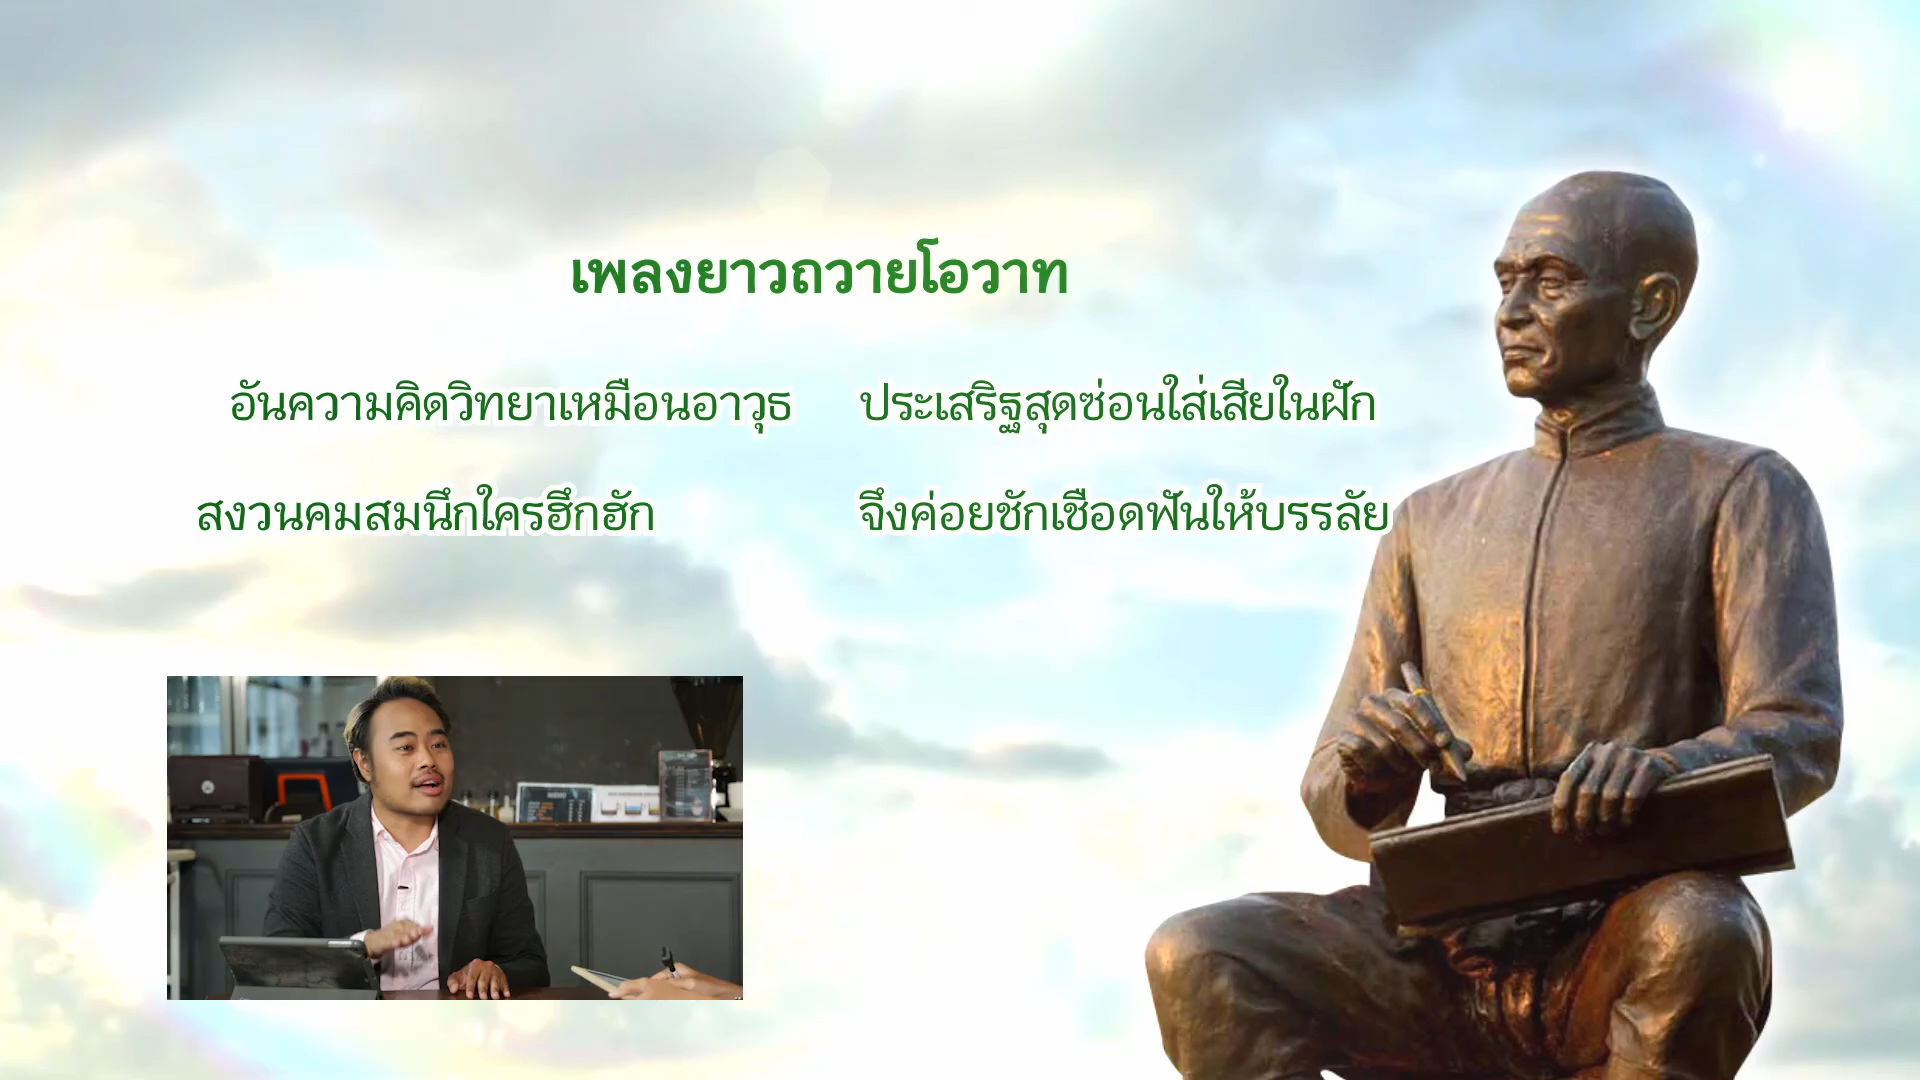 เพลงยาวถวายโอวาท
อันความคิดวิทยาเหมือนอาวุธ ประเสริฐสุดซ่อนใส่เสียในฝัก
สงวนคมสมนึกใครฮึกฮัก จึงค่อยชักเชือดฟันให้บรรลัย